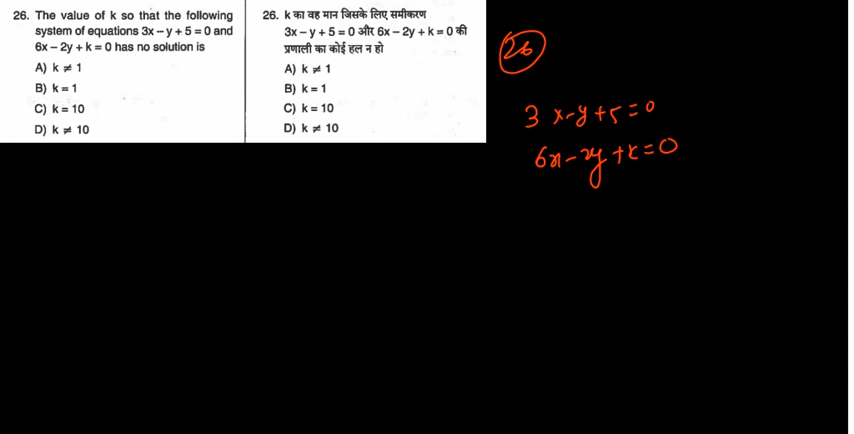 26. The value of k so that the following
system of equations 3x – y + 5 = 0 and
6x – 2y + k = 0 has no solution is
A) k ≠ 1
B) k = 1
C) k = 10
D) k ≠ 10
26. k का वह मान जिसके लिए समीकरण
3x – y + 5 = 0 और 6x – 2y + k = 0 की
प्रणाली का कोई हल न हो
A) k ≠ 1
B) k = 1
C) k = 10
D) k ≠ 10
26
3x-y+5=0
6x-2y+k=0